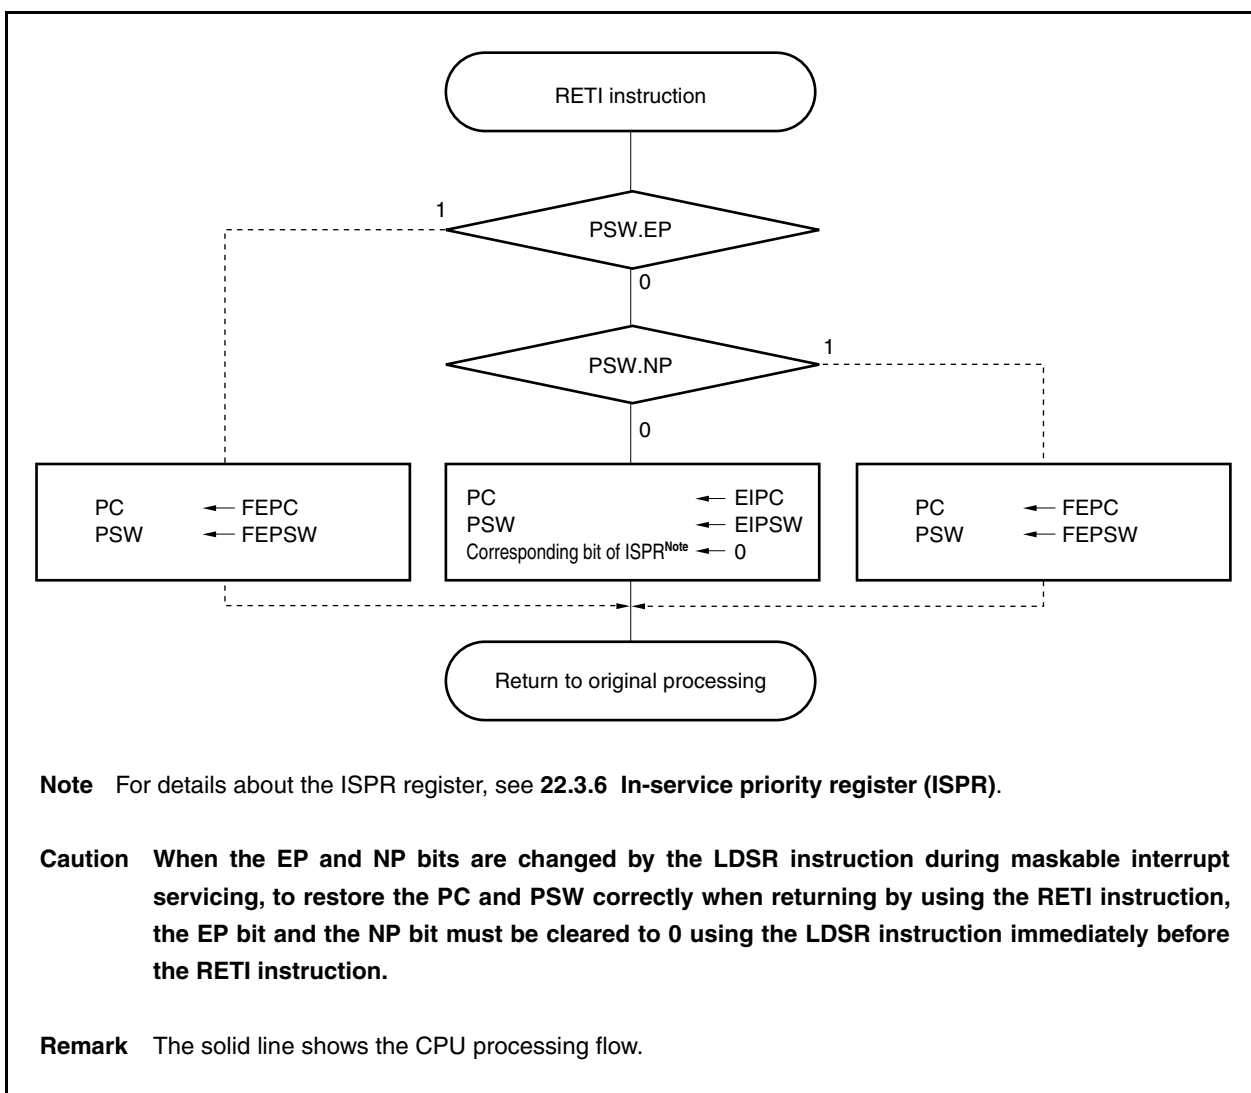 RETI instruction
1
PSW.EP
0
1
PSW.NP
0
PC ← FEPC
PSW ← FEPSW
PC ← EIPC
PSW ← EIPSW
Corresponding bit of ISPRNote ← 0
PC ← FEPC
PSW ← FEPSW
Return to original processing
Note For details about the ISPR register, see 22.3.6 In-service priority register (ISPR).
Caution When the EP and NP bits are changed by the LDSR instruction during maskable interrupt
servicing, to restore the PC and PSW correctly when returning by using the RETI instruction,
the EP bit and the NP bit must be cleared to 0 using the LDSR instruction immediately before
the RETI instruction.
Remark The solid line shows the CPU processing flow.